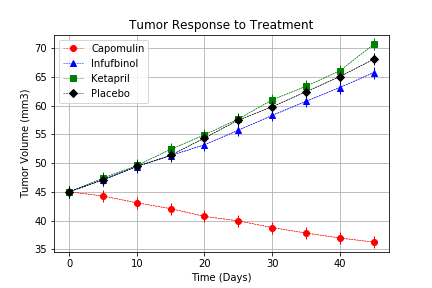 Tumor Response to Treatment
Tumor Volume (mm3)
70
65
60
55
50
45
40
35
Capomulin
Infufbinol
Ketapril
Placebo
0 10 20 30 40
Time (Days)